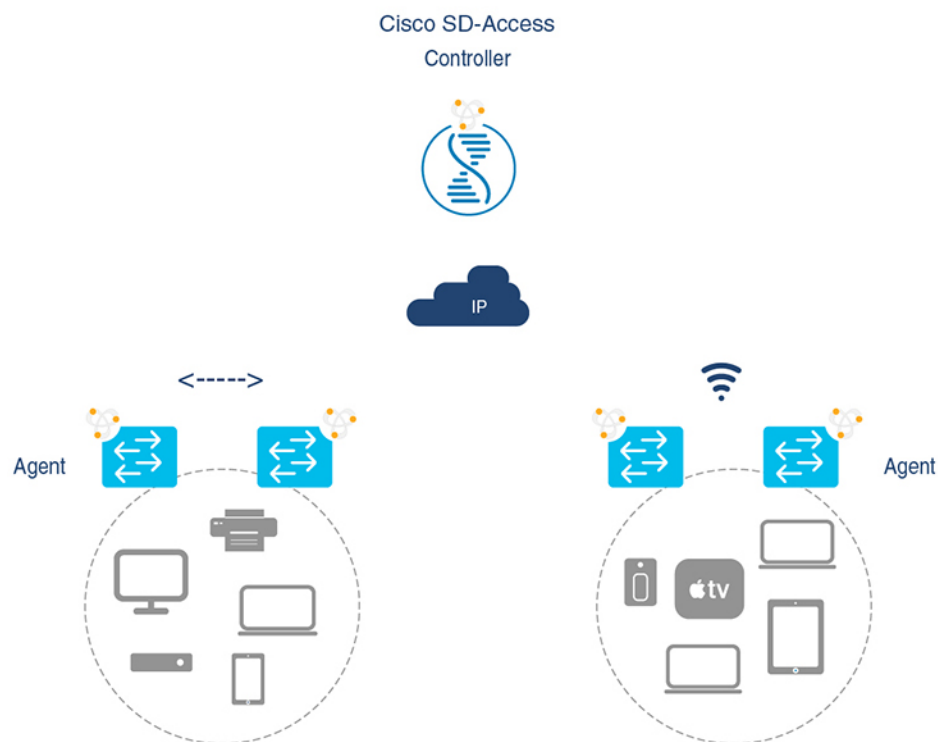 Cisco SD-Access
Controller
IP
<----->
Agent
Agent
tv